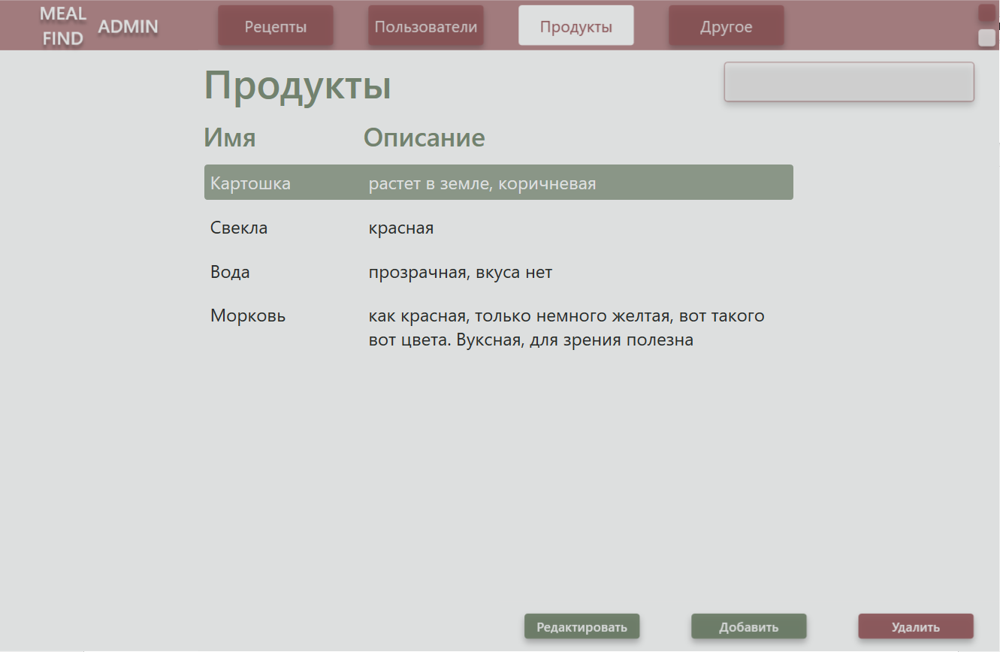 MEAL
FIND
ADMIN
Рецепты
Пользователи
Продукты
Другое
Продукты
Имя Описание
Картошка растет в земле, коричневая
Свекла красная
Вода прозрачная, вкуса нет
Морковь как красная, только немного желтая, вот такого
вот цвета. Вуксная, для зрения полезна
Редактировать
Добавить
Удалить